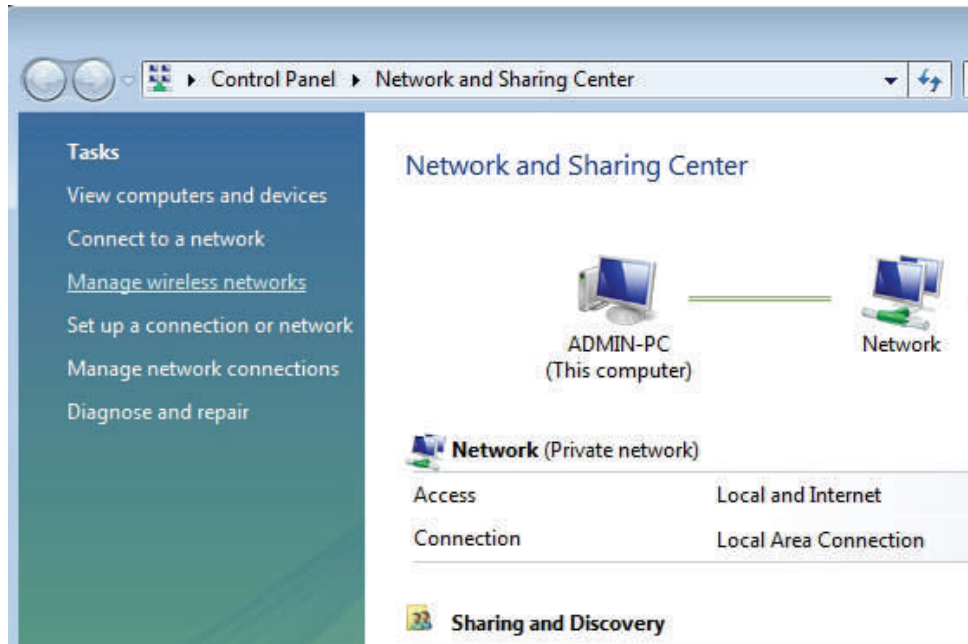 Control Panel Network and Sharing Center
Tasks
View computers and devices
Connect to a network
Manage wireless networks
Set up a connection or network
Manage network connections
Diagnose and repair
Network and Sharing Center
ADMIN-PC
(This computer)
Network
Network (Private network)
Access Local and Internet
Connection Local Area Connection
Sharing and Discovery